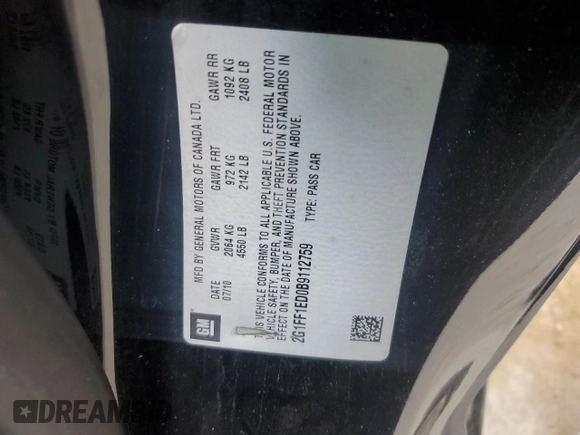 GM
MFD BY GENERAL MOTORS OF CANADA LTD.
DATE GVWR GAWR FRT GAWR RR
07/10 2064 KG 972 KG 1092 KG
4550 LB 2142 LB 2408 LB
THIS VEHICLE CONFORMS TO ALL APPLICABLE U.S. FEDERAL MOTOR
VEHICLE SAFETY, BUMPER, AND THEFT PREVENTION STANDARDS IN
EFFECT ON THE DATE OF MANUFACTURE SHOWN ABOVE.
2G1FF1ED0B9112759 TYPE: PASS CAR
DREAMBID